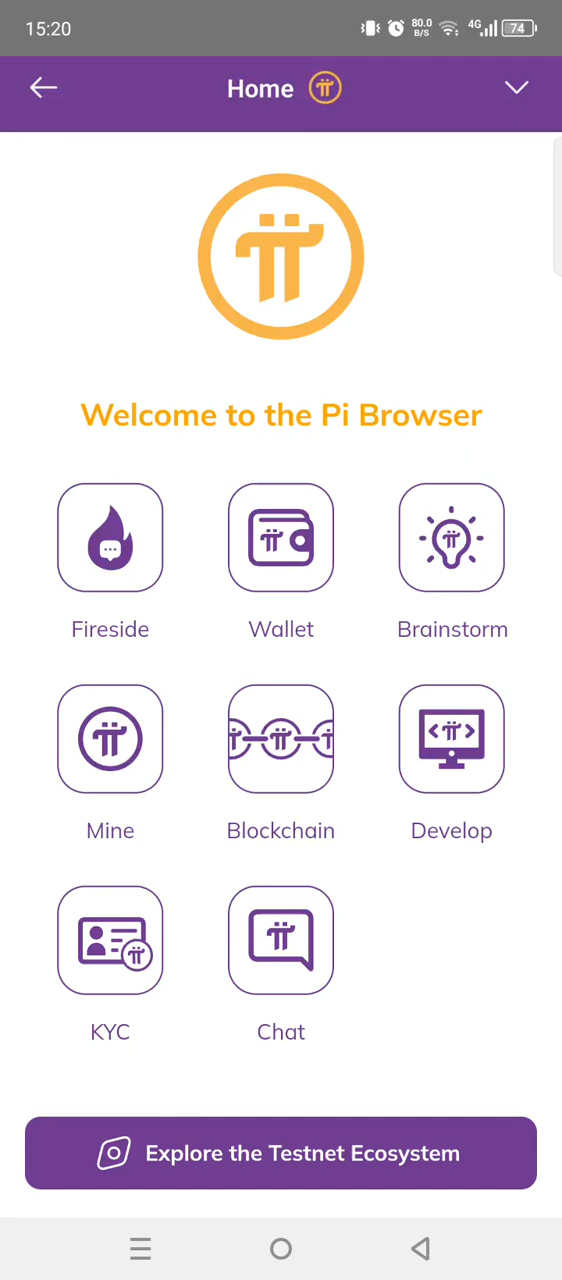 15:20
80.0
B/S
4G
74
Home
Welcome to the Pi Browser
Fireside
Wallet
Brainstorm
Mine
Blockchain
Develop
KYC
Chat
Explore the Testnet Ecosystem